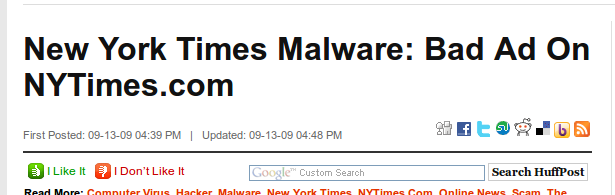 New York Times Malware: Bad Ad On
NYTimes.com
First Posted: 09-13-09 04:39 PM | Updated: 09-13-09 04:48 PM
I Like It I Don't Like It Google™ Custom Search Search HuffPost
Read More: Computer Virus, Hacker, Malware, New York Times, NYTimes.Com, Online News, Scam, The